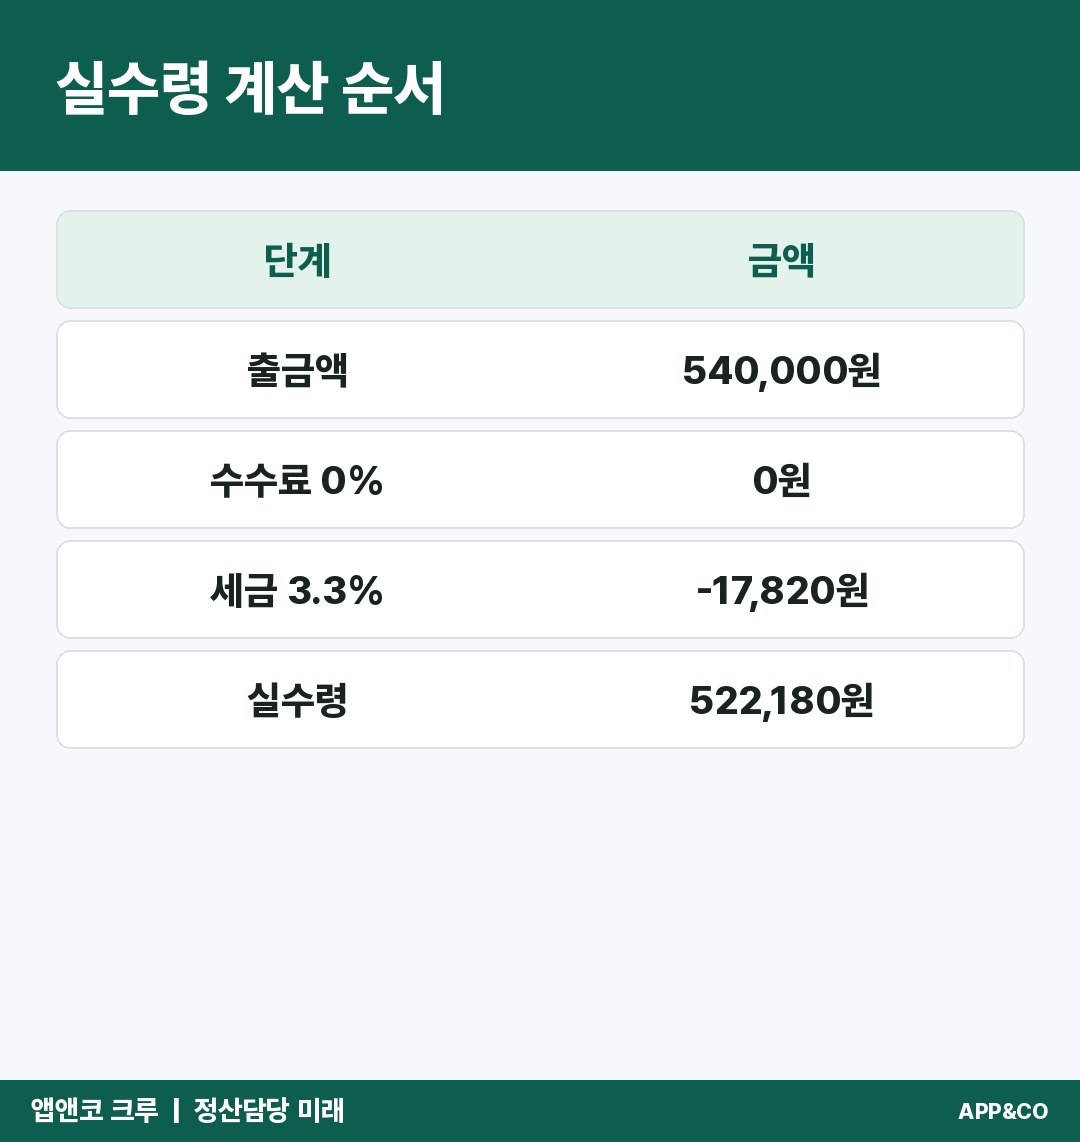 실수령 계산 순서
단계 금액
출금액 540,000원
수수료 0% 0원
세금 3.3% -17,820원
실수령 522,180원
앱앤코 크루 | 정산담당 미래 APP&CO